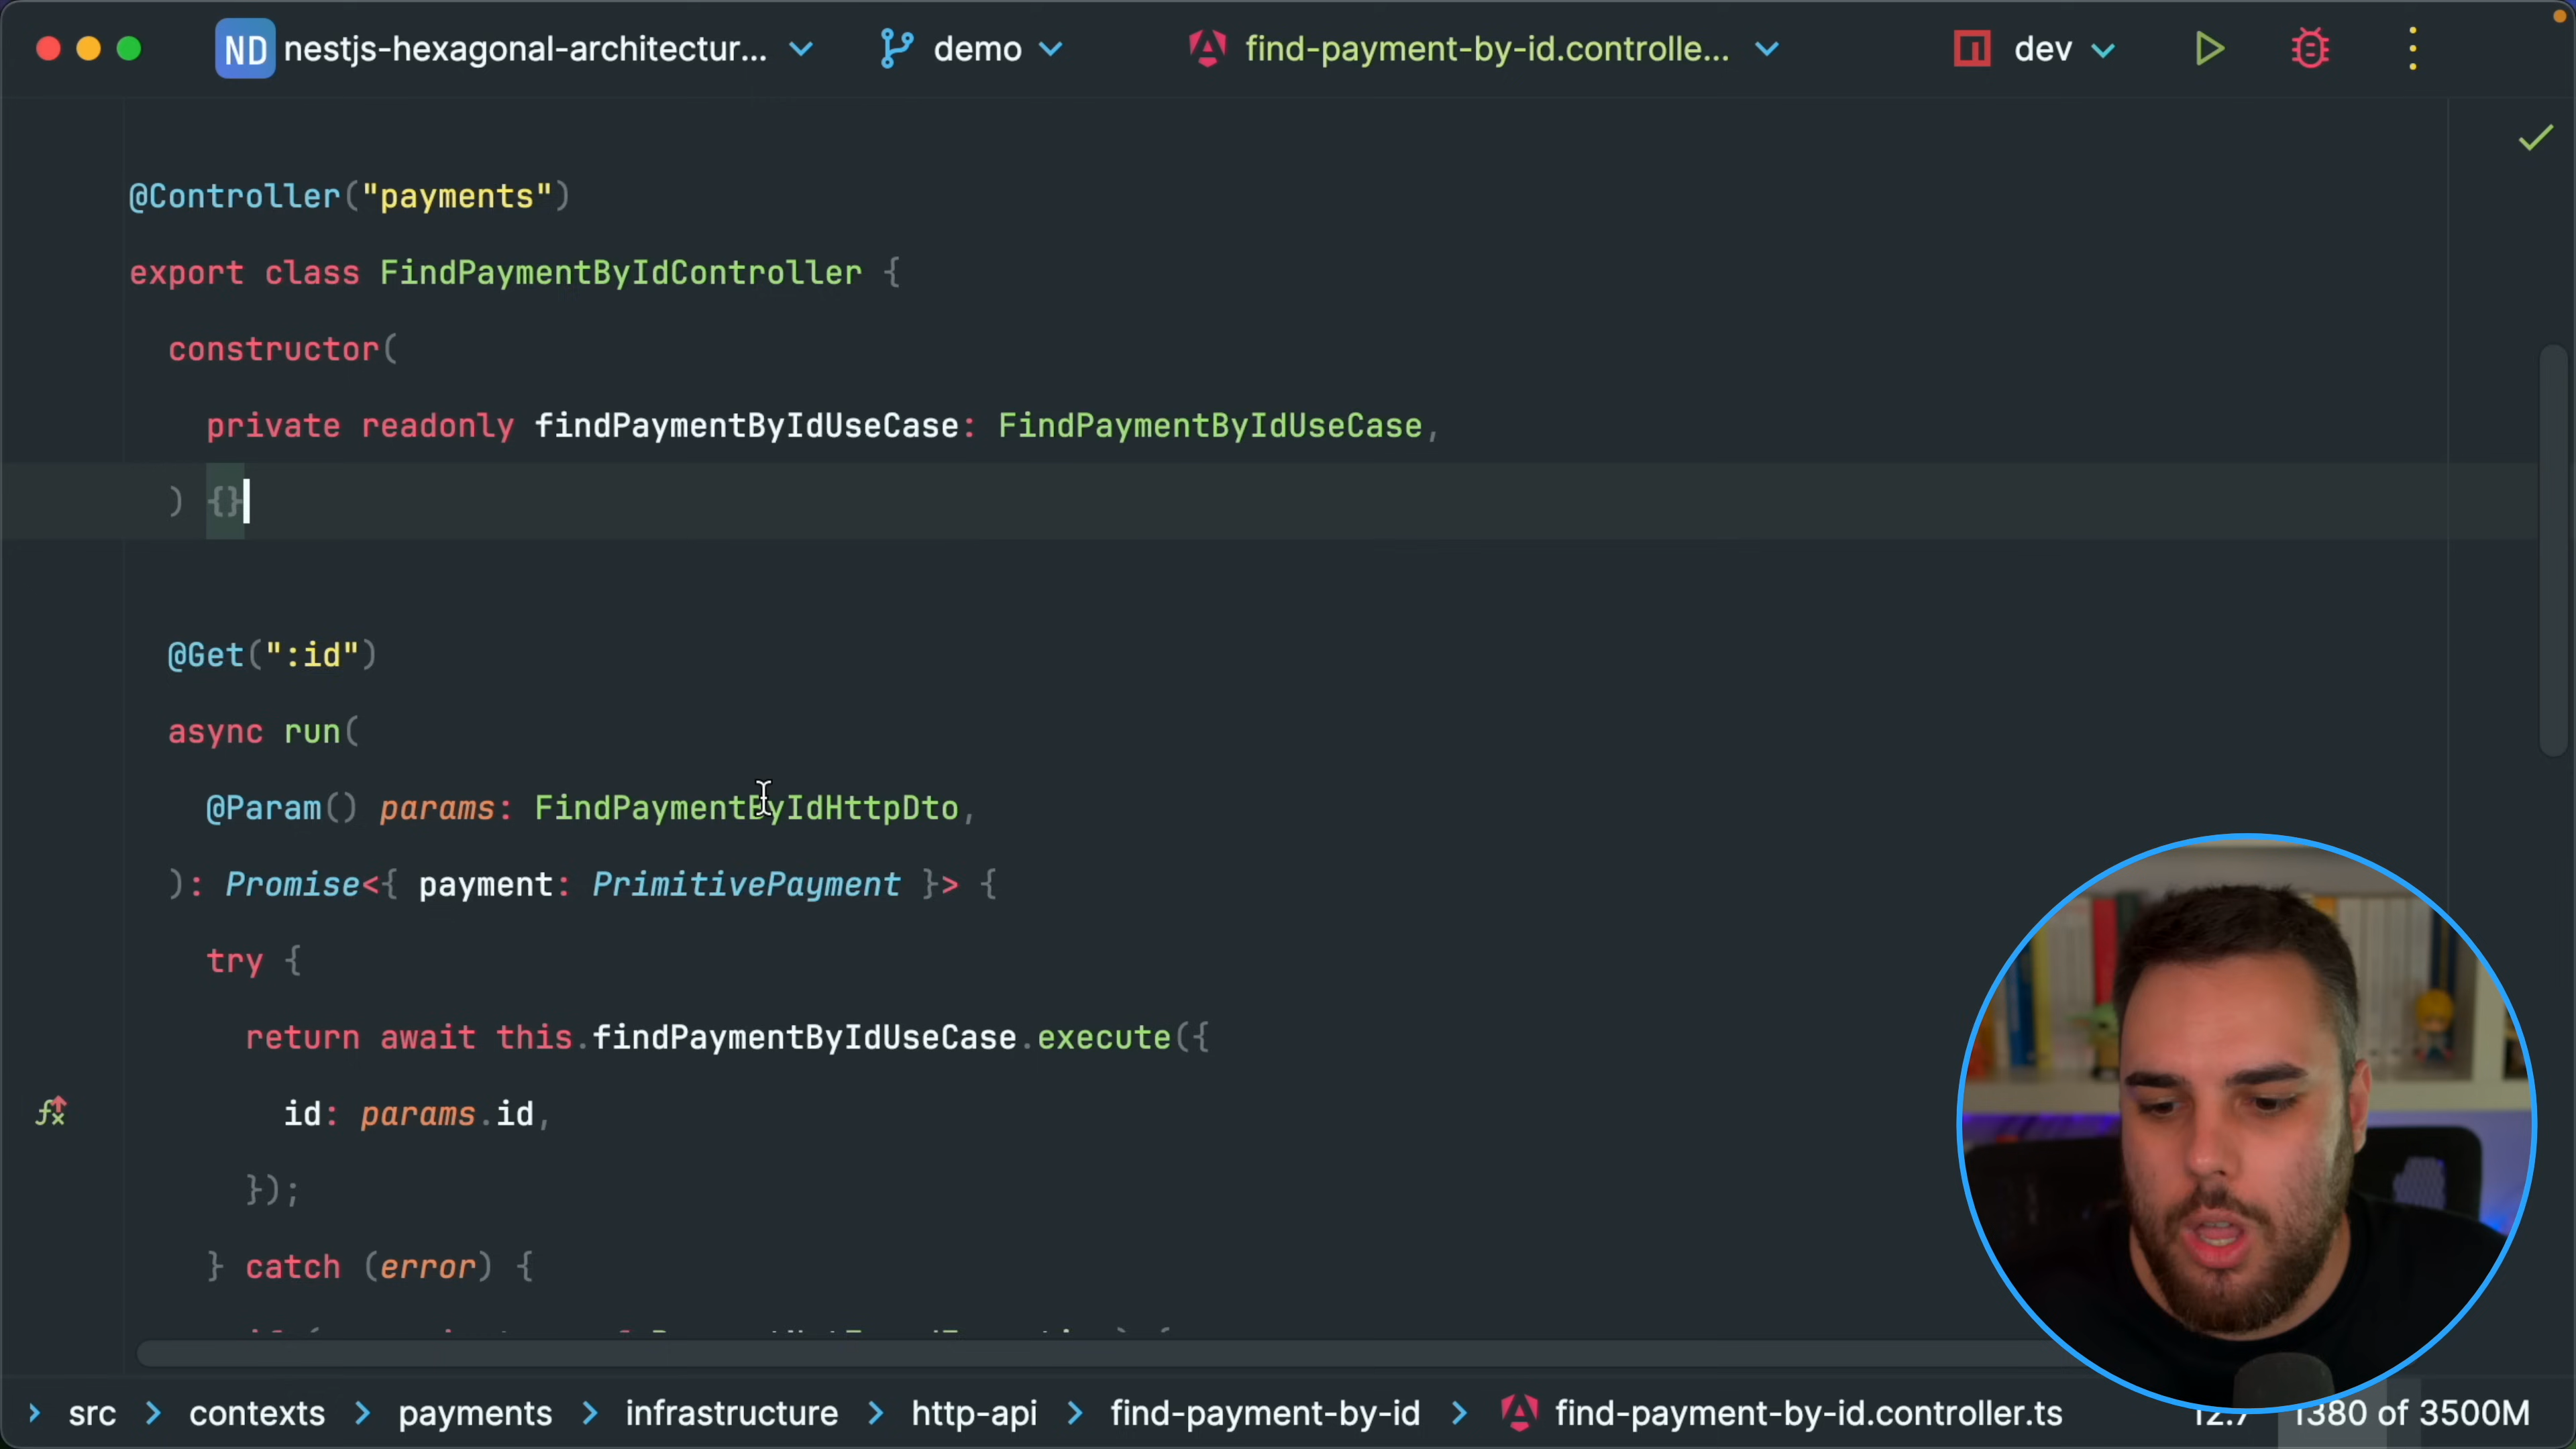 ND nestjs-hexagonal-architectur... demo find-payment-by-id.controlle... dev
@Controller("payments")
export class FindPaymentByIdController {
constructor(
private readonly findPaymentByIdUseCase: FindPaymentByIdUseCase,
) {}
@Get(":id")
async run(
@Param() params: FindPaymentByIdHttpDto,
): Promise<{ payment: PrimitivePayment }> {
try {
return await this.findPaymentByIdUseCase.execute({
id: params.id,
});
} catch (error) {
src > contexts > payments > infrastructure > http-api > find-payment-by-id > find-payment-by-id.controller.ts 12:7 1380 of 3500M